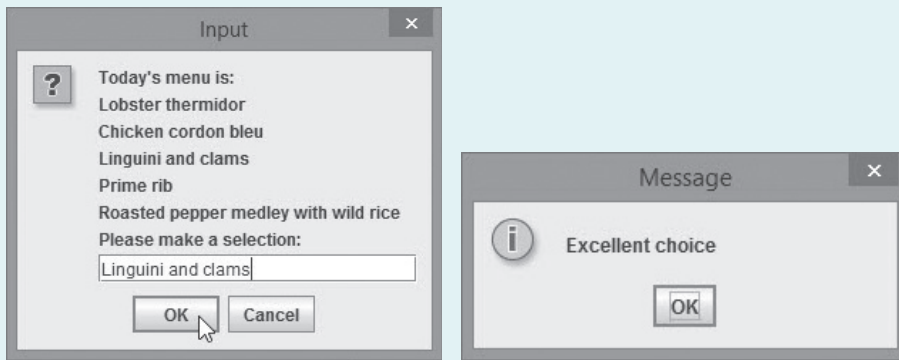 Input
Today's menu is:
Lobster thermidor
Chicken cordon bleu
Linguini and clams
Prime rib
Roasted pepper medley with wild rice
Please make a selection:
Linguini and clams
OK Cancel
Message
Excellent choice
OK